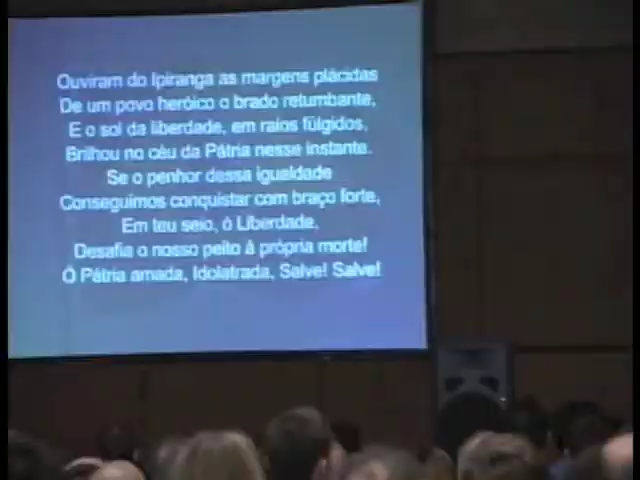 Ouviram do Ipiranga as margens plácidas
De um povo heróico o brado retumbante,
E o sol da liberdade, em raios fúlgidos,
Brilhou no céu da Pátria nesse instante.
Se o penhor dessa igualdade
Conseguimos conquistar com braço forte,
Em teu seio, ó Liberdade,
Desafia o nosso peito à própria morte!
Ó Pátria amada, Idolatrada, Salve! Salve!